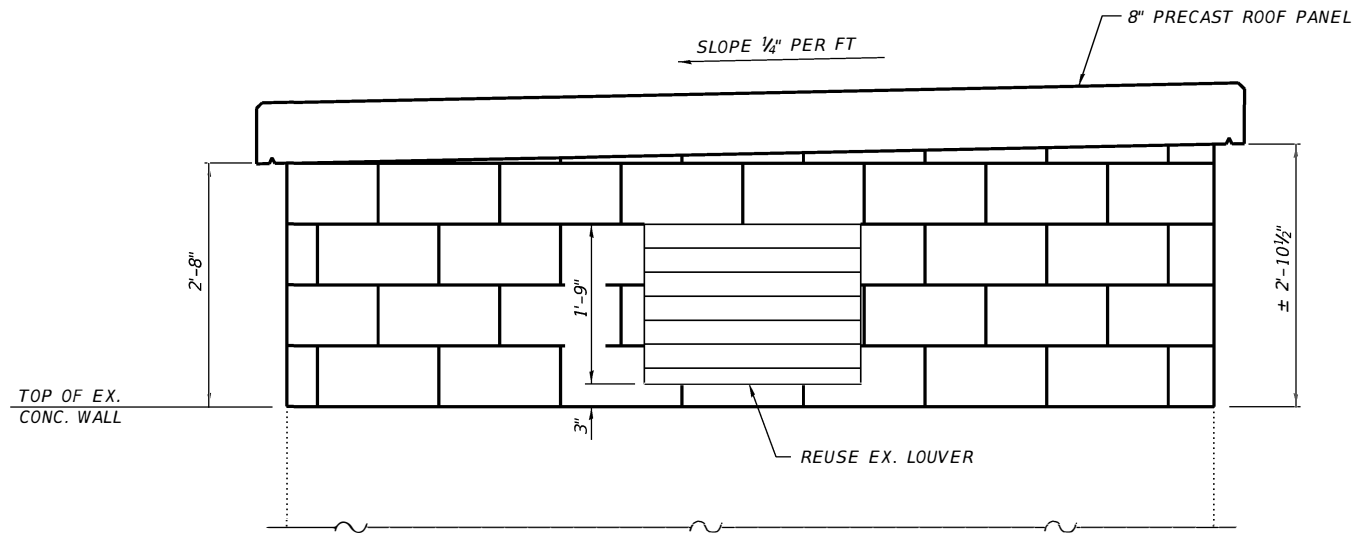 8" PRECAST ROOF PANEL
SLOPE ¼" PER FT
2'-8"
1'-9"
± 2'-10½"
TOP OF EX.
CONC. WALL
3"
REUSE EX. LOUVER